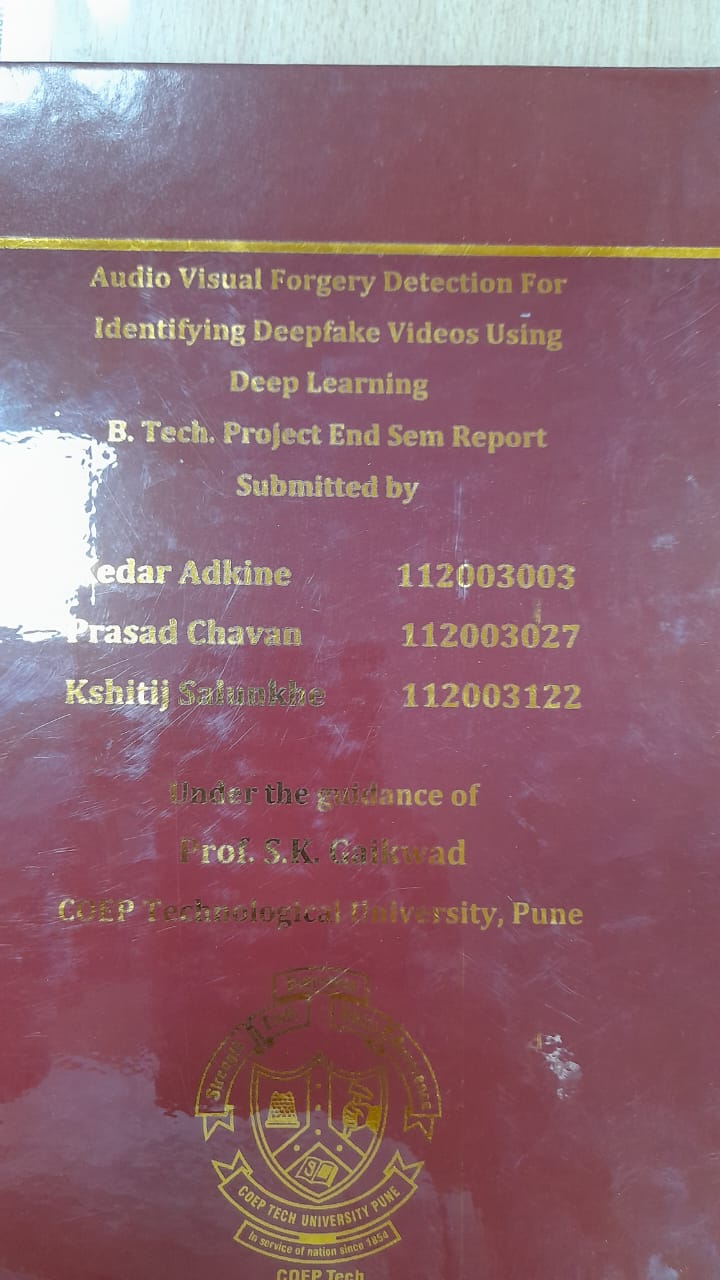 Audio Visual Forgery Detection For
Identifying Deepfake Videos Using
Deep Learning
B. Tech. Project End Sem Report
Submitted by
Kedar Adkine 112003003
Prasad Chavan 112003027
Kshitij Salunkhe 112003122
Under the guidance of
Prof. S.K. Gaikwad
COEP Technological University, Pune
Strength
COEP TECH UNIVERSITY PUNE
In service of nation since 1854
COEP Tech